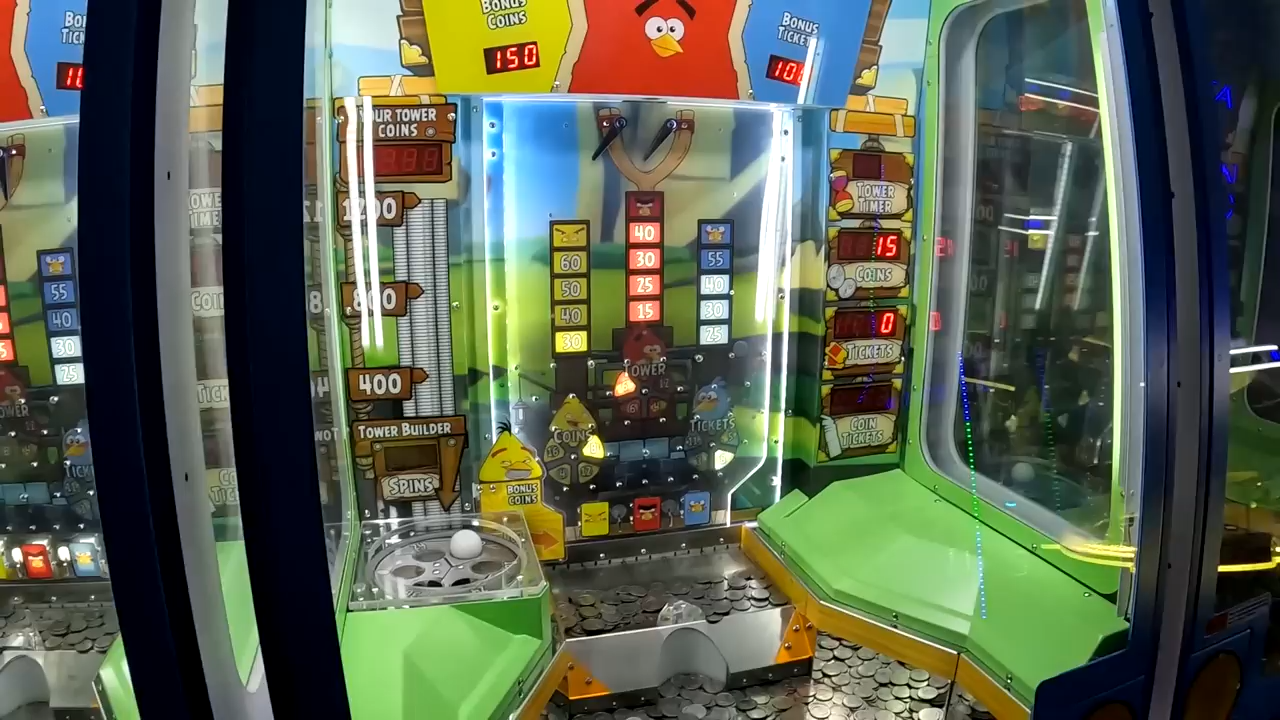 BONUS
COINS
150
BONUS
TICKET
YOUR TOWER
COINS
1200
800
400
TOWER BUILDER
SPINS
BONUS
COINS
60
50
40
30
40
30
25
15
55
40
30
25
TOWER
COINS
TICKETS
TOWER
TIMER
15
COINS
0
TICKETS
COIN
TICKETS
55
40
30
25